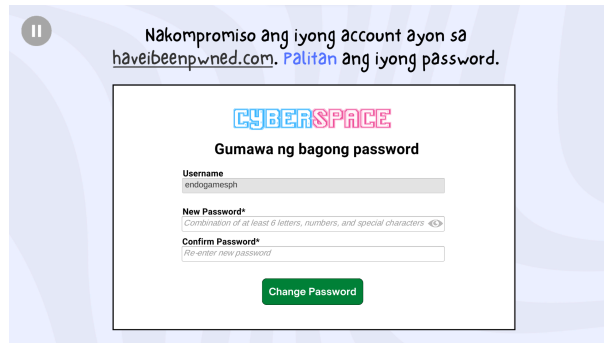 Nakompromiso ang iyong account ayon sa
haveibeenpwned.com. Palitan ang iyong password.
CYBERSPACE
Gumawa ng bagong password
Username
endogamesph
New Password*
Combination of at least 6 letters, numbers, and special characters
Confirm Password*
Re-enter new password
Change Password